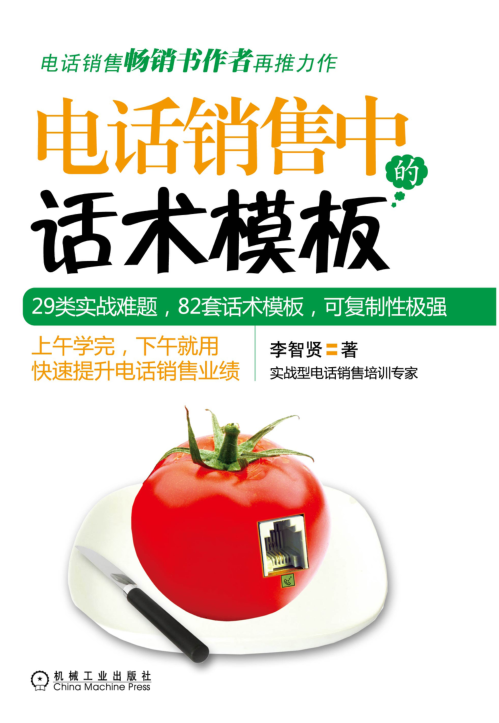 电话销售畅销书作者再推力作
电话销售中的
话术模板
29类实战难题，82套话术模板，可复制性极强
上午学完，下午就用
快速提升电话销售业绩
李智贤＝著
实战型电话销售培训专家
机械工业出版社
China Machine Press